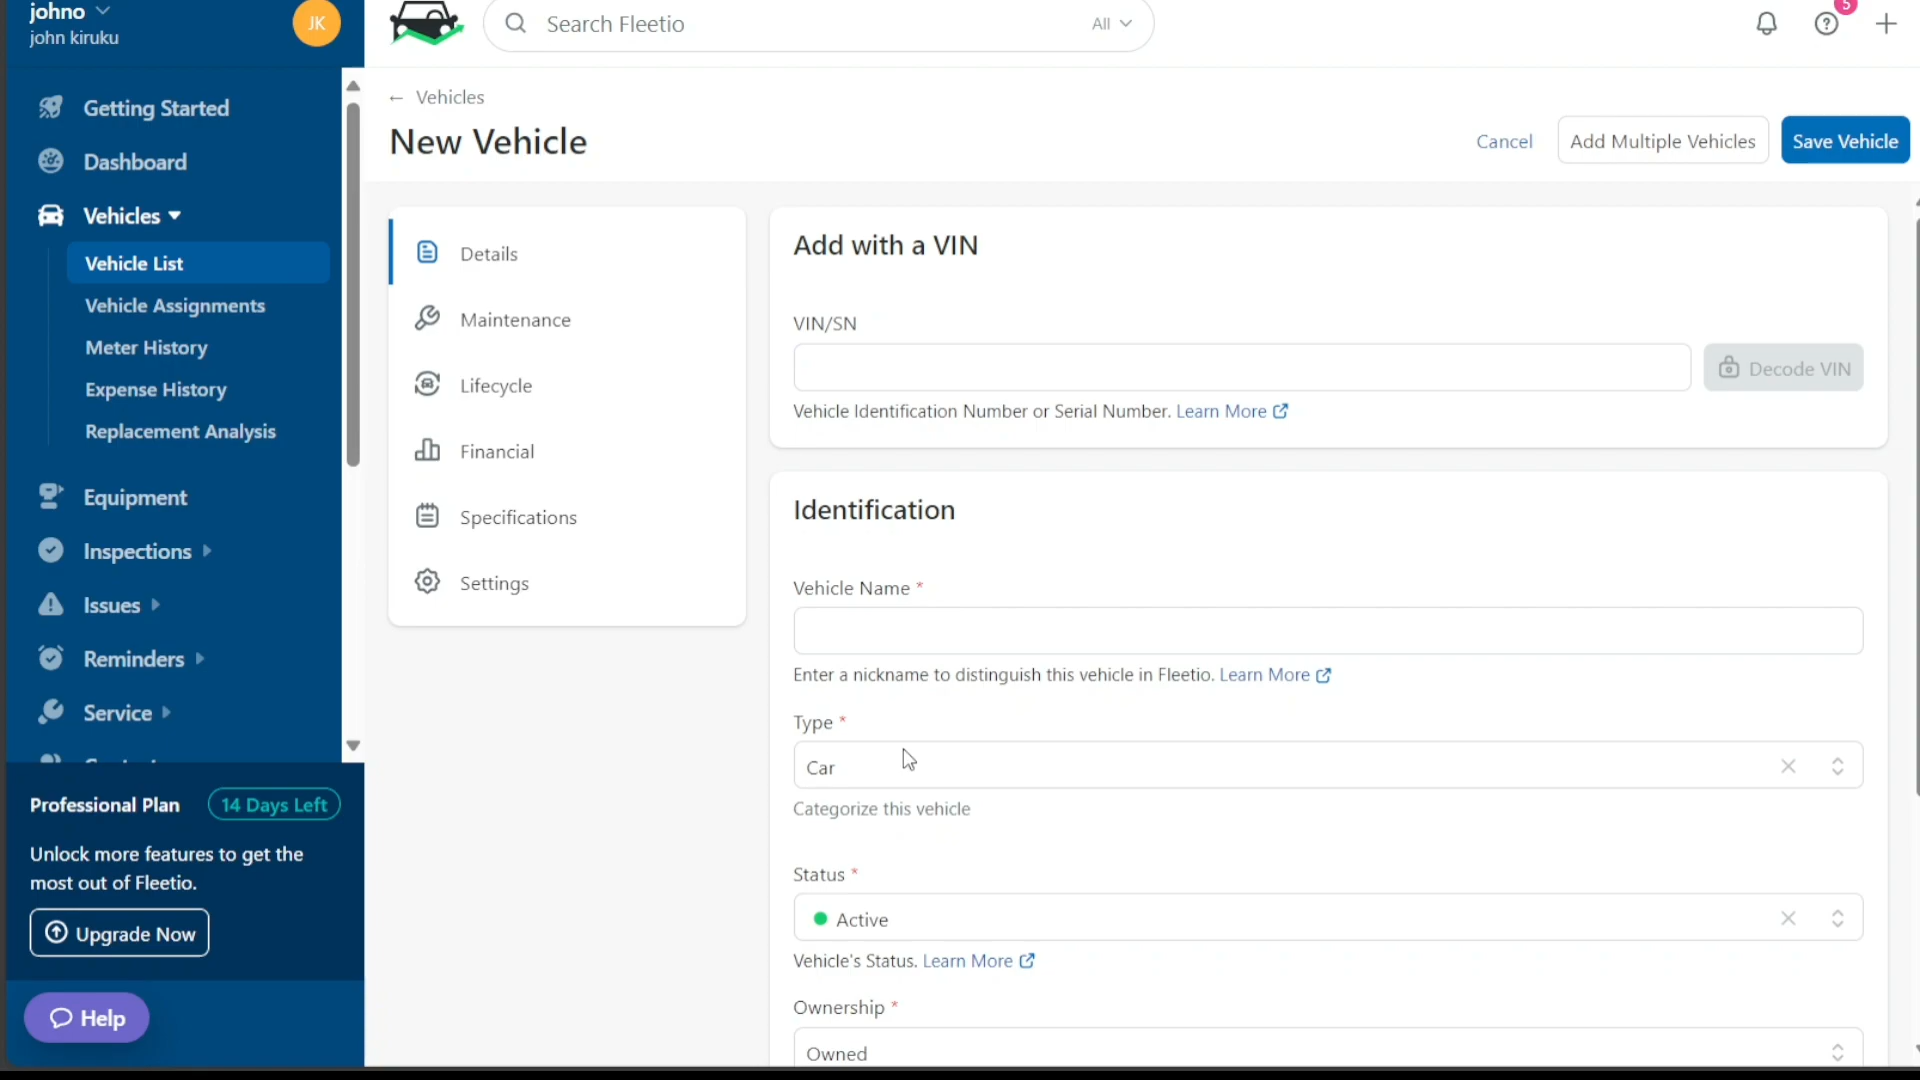 johno
john kiruku
JK
Search Fleetio
All
5
Getting Started
Dashboard
Vehicles
Vehicle List
Vehicle Assignments
Meter History
Expense History
Replacement Analysis
Equipment
Inspections
Issues
Reminders
Service
Professional Plan
14 Days Left
Unlock more features to get the
most out of Fleetio.
Upgrade Now
Help
← Vehicles
New Vehicle
Cancel
Add Multiple Vehicles
Save Vehicle
Details
Maintenance
Lifecycle
Financial
Specifications
Settings
Add with a VIN
VIN/SN
Decode VIN
Vehicle Identification Number or Serial Number. Learn More
Identification
Vehicle Name *
Enter a nickname to distinguish this vehicle in Fleetio. Learn More
Type *
Car
Categorize this vehicle
Status *
Active
Vehicle's Status. Learn More
Ownership *
Owned